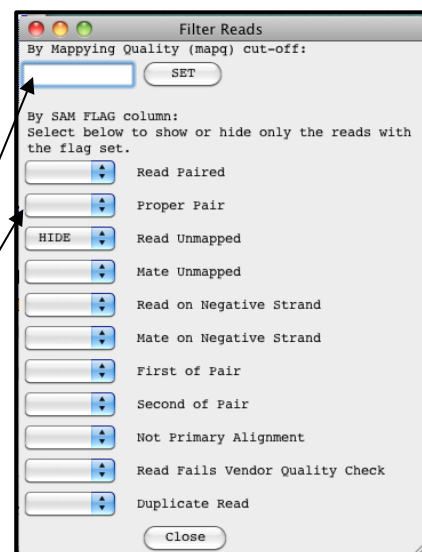 Filter Reads
By Mappying Quality (mapq) cut-off:
SET
By SAM FLAG column:
Select below to show or hide only the reads with
the flag set.
Read Paired
Proper Pair
HIDE Read Unmapped
Mate Unmapped
Read on Negative Strand
Mate on Negative Strand
First of Pair
Second of Pair
Not Primary Alignment
Read Fails Vendor Quality Check
Duplicate Read
Close